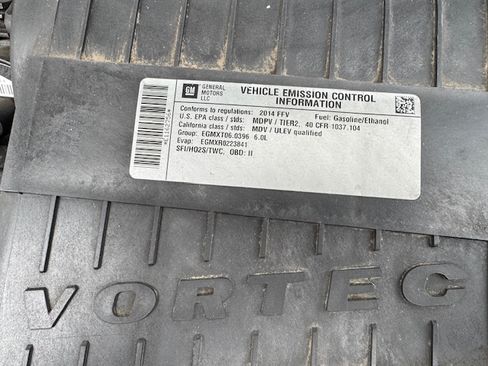 GM
GENERAL
MOTORS
LLC
VEHICLE EMISSION CONTROL
INFORMATION
Conforms to regulations: 2014 FFV Fuel: Gasoline/Ethanol
U.S. EPA class / stds: MDPV / TIER2, 40 CFR 1037.104
California class / stds: MDV / ULEV qualified
Group: EGMXT06.0396 6.0L
Evap: EGMXR0223841
SFI/HO2S/TWC, OBD: II
VORTEC